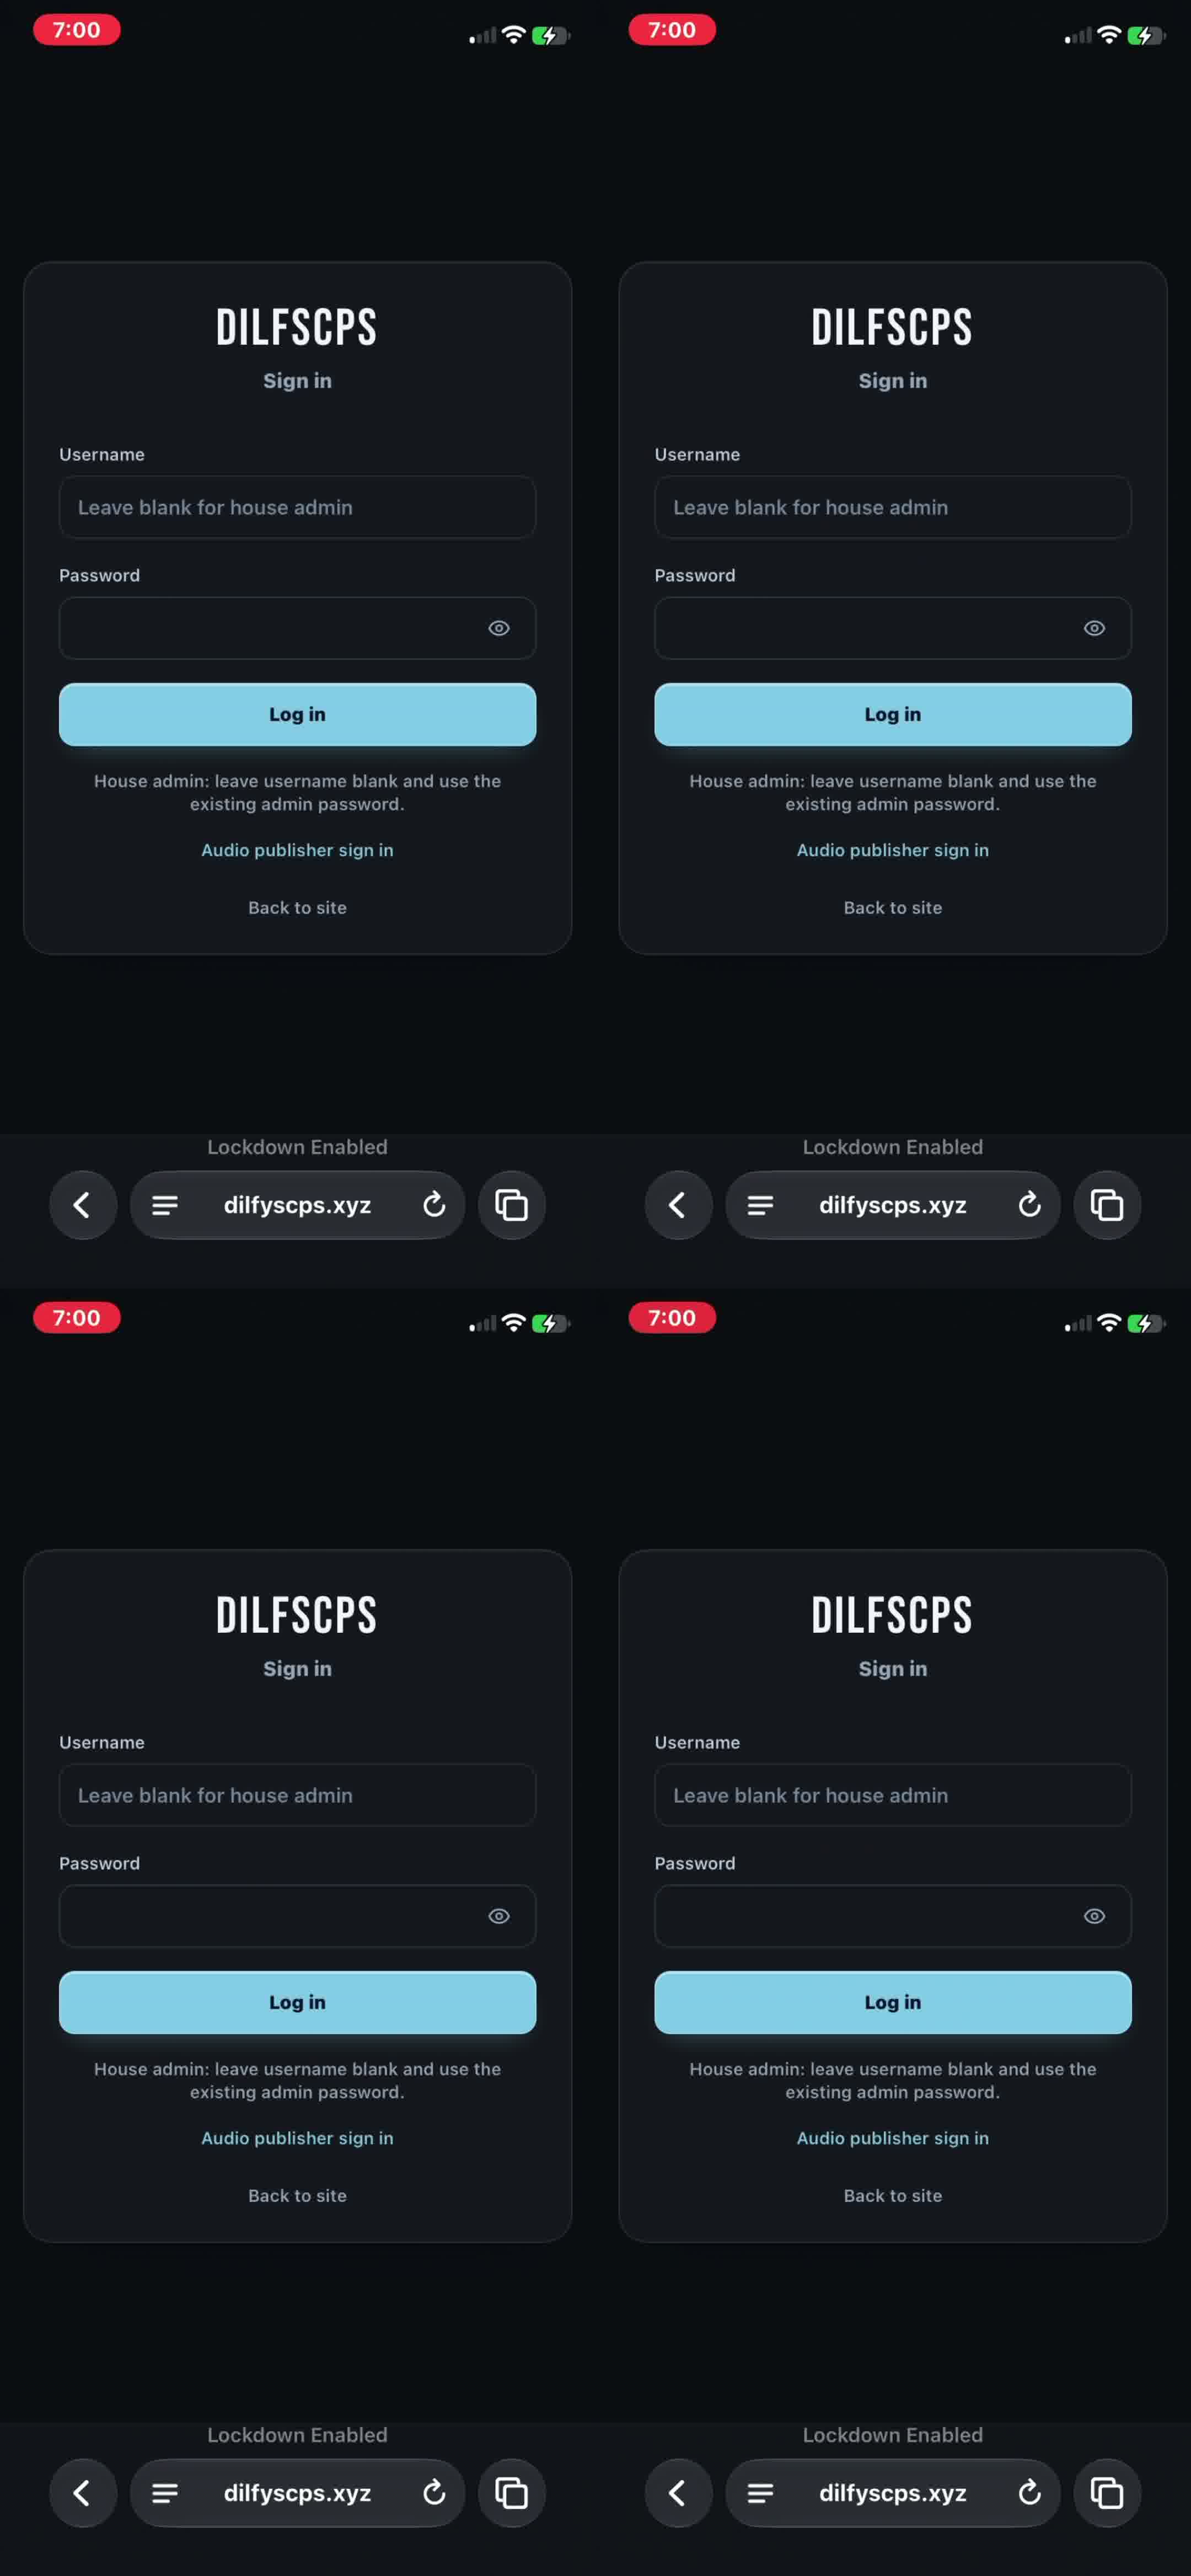 7:00
DILFSCPS
Sign in
Username
Leave blank for house admin
Password
Log in
House admin: leave username blank and use the
existing admin password.
Audio publisher sign in
Back to site
Lockdown Enabled
dilfyscps.xyz
7:00
DILFSCPS
Sign in
Username
Leave blank for house admin
Password
Log in
House admin: leave username blank and use the
existing admin password.
Audio publisher sign in
Back to site
Lockdown Enabled
dilfyscps.xyz
7:00
DILFSCPS
Sign in
Username
Leave blank for house admin
Password
Log in
House admin: leave username blank and use the
existing admin password.
Audio publisher sign in
Back to site
Lockdown Enabled
dilfyscps.xyz
7:00
DILFSCPS
Sign in
Username
Leave blank for house admin
Password
Log in
House admin: leave username blank and use the
existing admin password.
Audio publisher sign in
Back to site
Lockdown Enabled
dilfyscps.xyz